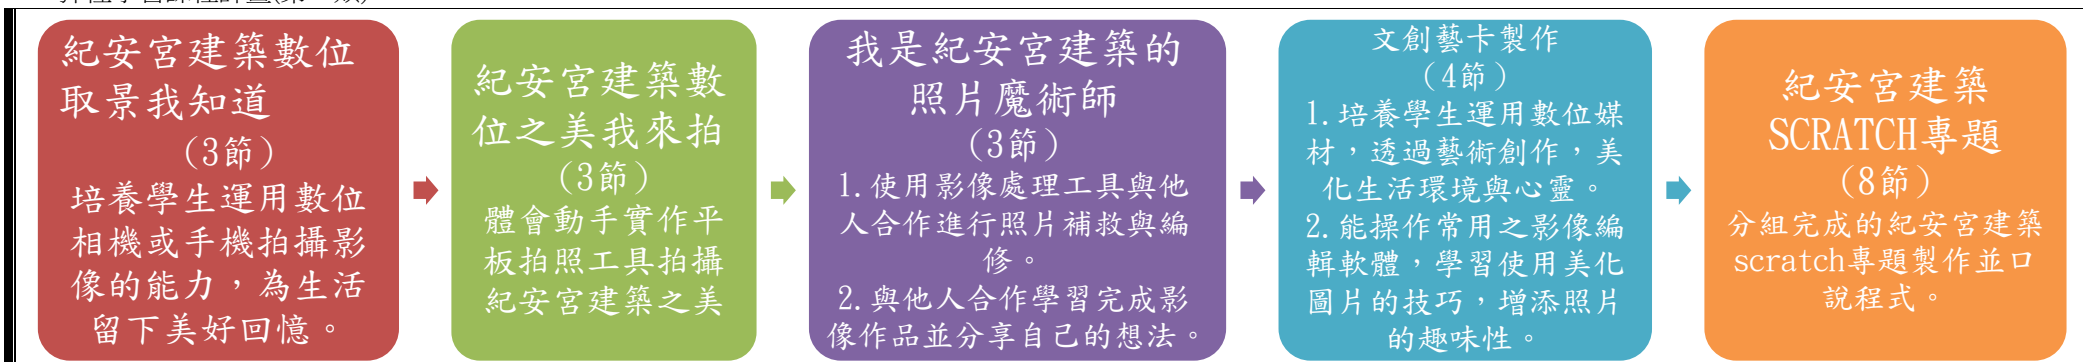 紀安宮建築數位
取景我知道
(3節)
培養學生運用數位
相機或手機拍攝影
像的能力，為生活
留下美好回憶。
紀安宮建築數
位之美我來拍
(3節)
體會動手實作平
板拍照工具拍攝
紀安宮建築之美
我是紀安宮建築的
照片魔術師
(3節)
1.使用影像處理工具與他
人合作進行照片補救與編
修。
2.與他人合作學習完成影
像作品並分享自己的想法。
文創藝卡製作
(4節)
1.培養學生運用數位媒
材，透過藝術創作，美
化生活環境與心靈。
2.能操作常用之影像編
輯軟體，學習使用美化
圖片的技巧，增添照片
的趣味性。
紀安宮建築
SCRATCH專題
(8節)
分組完成的紀安宮建築
scratch專題製作並口
說程式。